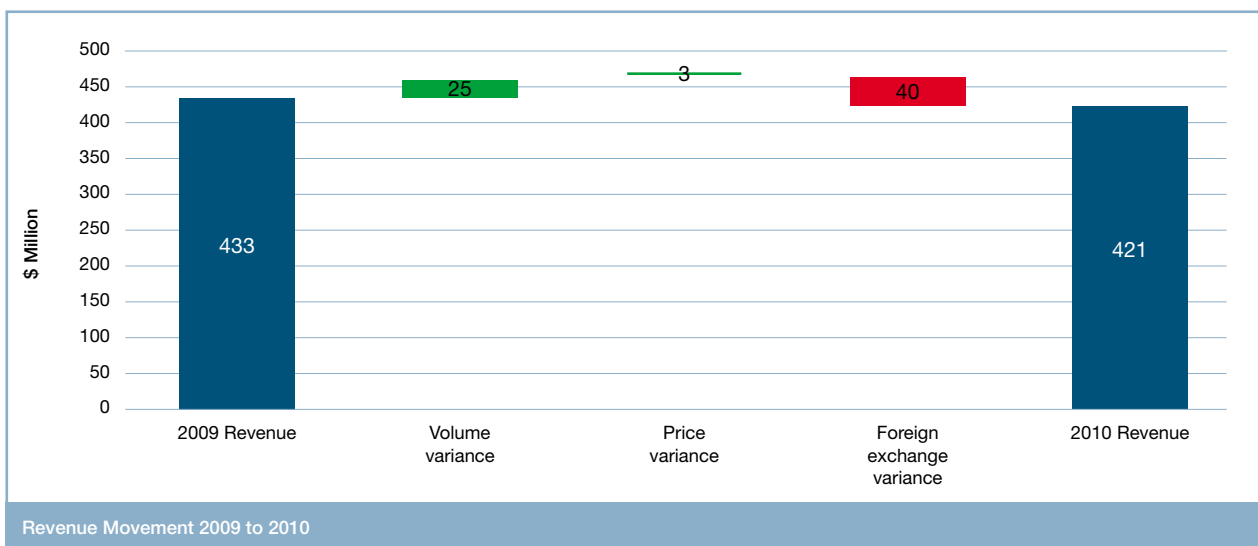 $ Million
500
450
400
350
300
250
200
150
100
50
0
433
25
3
40
421
2009 Revenue
Volume
variance
Price
variance
Foreign
exchange
variance
2010 Revenue
Revenue Movement 2009 to 2010